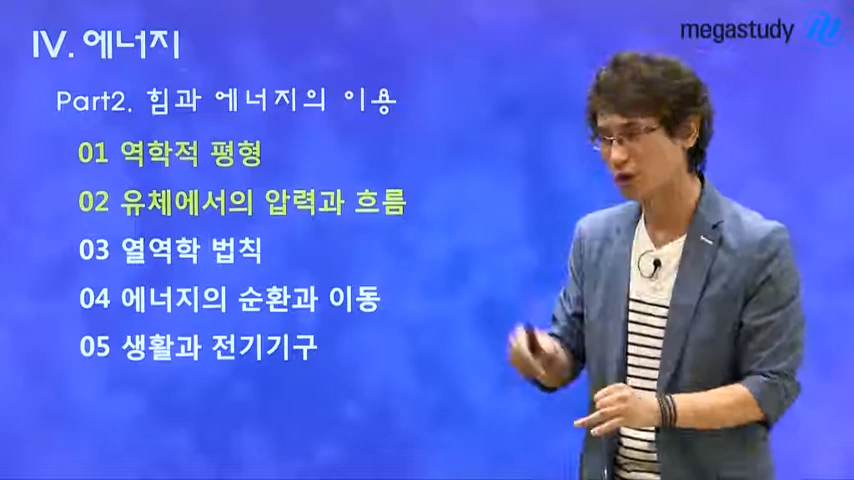 IV. 에너지
megastudy
Part2. 힘과 에너지의 이용
01 역학적 평형
02 유체에서의 압력과 흐름
03 열역학 법칙
04 에너지의 순환과 이동
05 생활과 전기기구